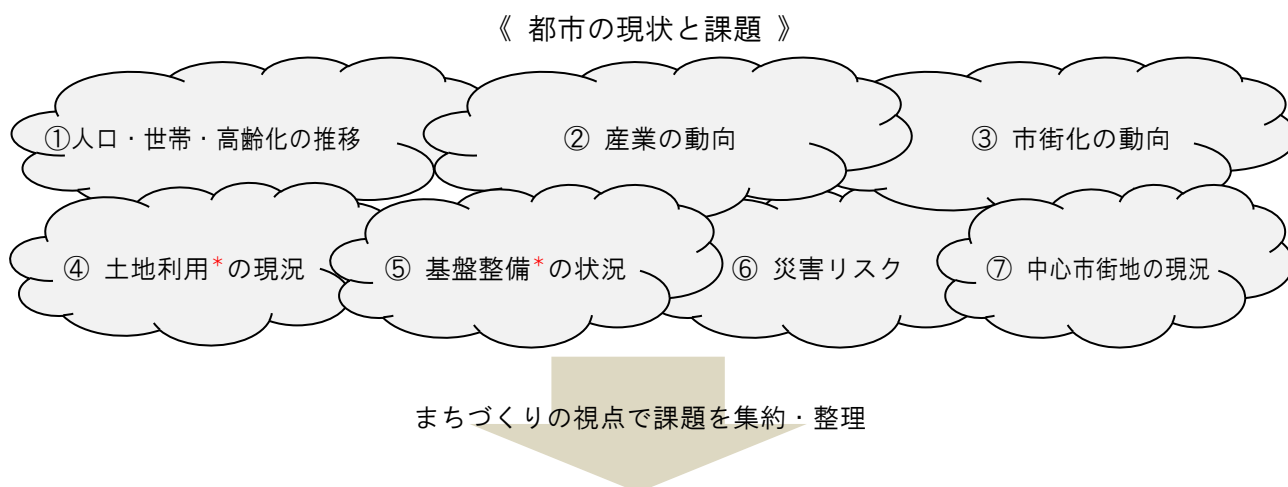 《 都市の現状と課題 》
①人口・世帯・高齢化の推移
② 産業の動向
③ 市街化の動向
④ 土地利用*の現況
⑤ 基盤整備*の状況
⑥ 災害リスク
⑦ 中心市街地の現況
まちづくりの視点で課題を集約・整理